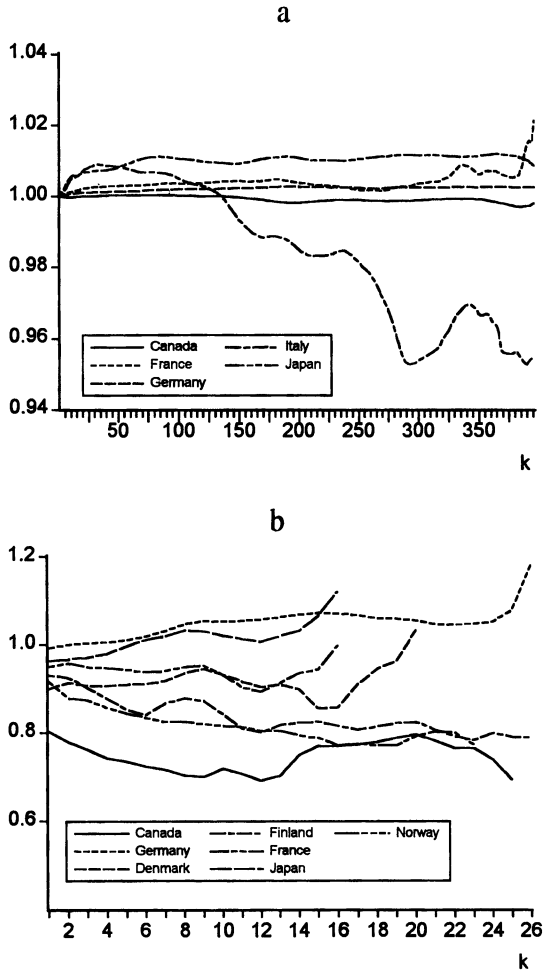 a
1.04
1.02
1.00
0.98
0.96
0.94
Canada Italy
France Japan
Germany
50 100 150 200 250 300 350
k
b
1.2
1.0
0.8
0.6
Canada Finland Norway
Germany France
Denmark Japan
2 4 6 8 10 12 14 16 18 20 22 24 26
k